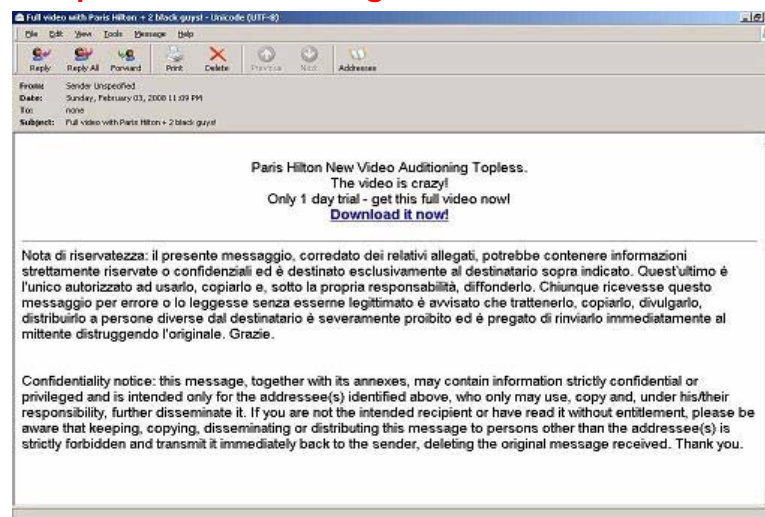 Full video with Paris Hilton + 2 black guys! - Unicode (UTF-8)
File Edit View Tools Message Help
Reply Reply All Forward Print Delete Previous Next Addresses
From: Sender Unspecified
Date: Sunday, February 03, 2008 11:09 PM
To: none
Subject: Full video with Paris Hilton + 2 black guys!
Paris Hilton New Video Auditioning Topless.
The video is crazy!
Only 1 day trial - get this full video now!
Download it now!
Nota di riservatezza: il presente messaggio, corredato dei relativi allegati, potrebbe contenere informazioni
strettamente riservate o confidenziali ed è destinato esclusivamente al destinatario sopra indicato. Quest'ultimo è
l'unico autorizzato ad usarlo, copiarlo e, sotto la propria responsabilità, diffonderlo. Chiunque ricevesse questo
messaggio per errore o lo leggesse senza esserne legittimato è avvisato che trattenerlo, copiarlo, divulgarlo,
distribuirlo a persone diverse dal destinatario è severamente proibito ed è pregato di rinviarlo immediatamente al
mittente distruggendo l'originale. Grazie.
Confidentiality notice: this message, together with its annexes, may contain information strictly confidential or
privileged and is intended only for the addressee(s) identified above, who only may use, copy and, under his/their
responsibility, further disseminate it. If you are not the intended recipient or have read it without entitlement, please be
aware that keeping, copying, disseminating or distributing this message to persons other than the addressee(s) is
strictly forbidden and transmit it immediately back to the sender, deleting the original message received. Thank you.